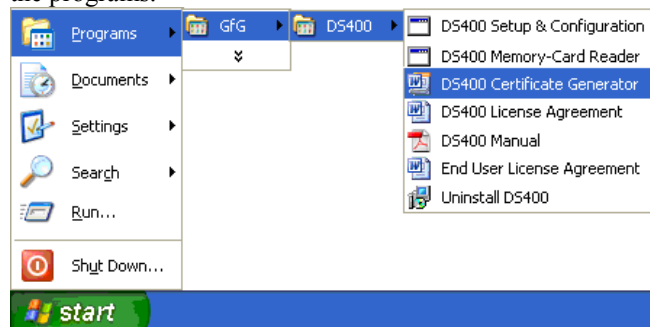 the programs.
Programs
Documents
Settings
Search
Run...
Shut Down...
start
GfG
DS400
DS400 Setup & Configuration
DS400 Memory-Card Reader
DS400 Certificate Generator
DS400 License Agreement
DS400 Manual
End User License Agreement
Uninstall DS400